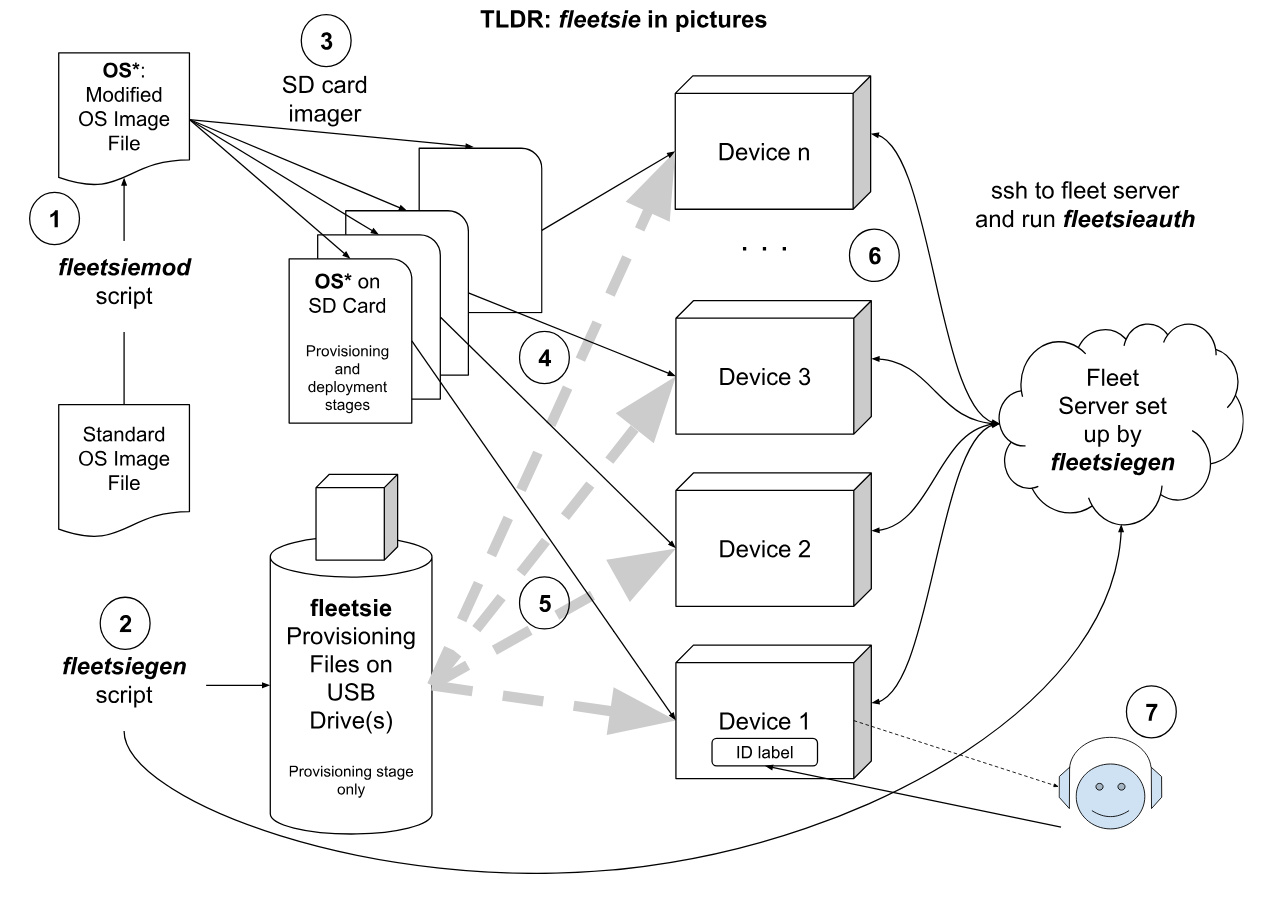 TLDR: fleetsie in pictures
OS*:
Modified
OS Image
File
1
fleetsiemod
script
Standard
OS Image
File
2
fleetsiegen
script
3
SD card
imager
OS* on
SD Card
Provisioning
and
deployment
stages
fleetsie
Provisioning
Files on
USB
Drive(s)
Provisioning stage
only
4
5
Device n
. . .
Device 3
Device 2
Device 1
ID label
6
ssh to fleet server
and run fleetsieauth
Fleet
Server set
up by
fleetsiegen
7